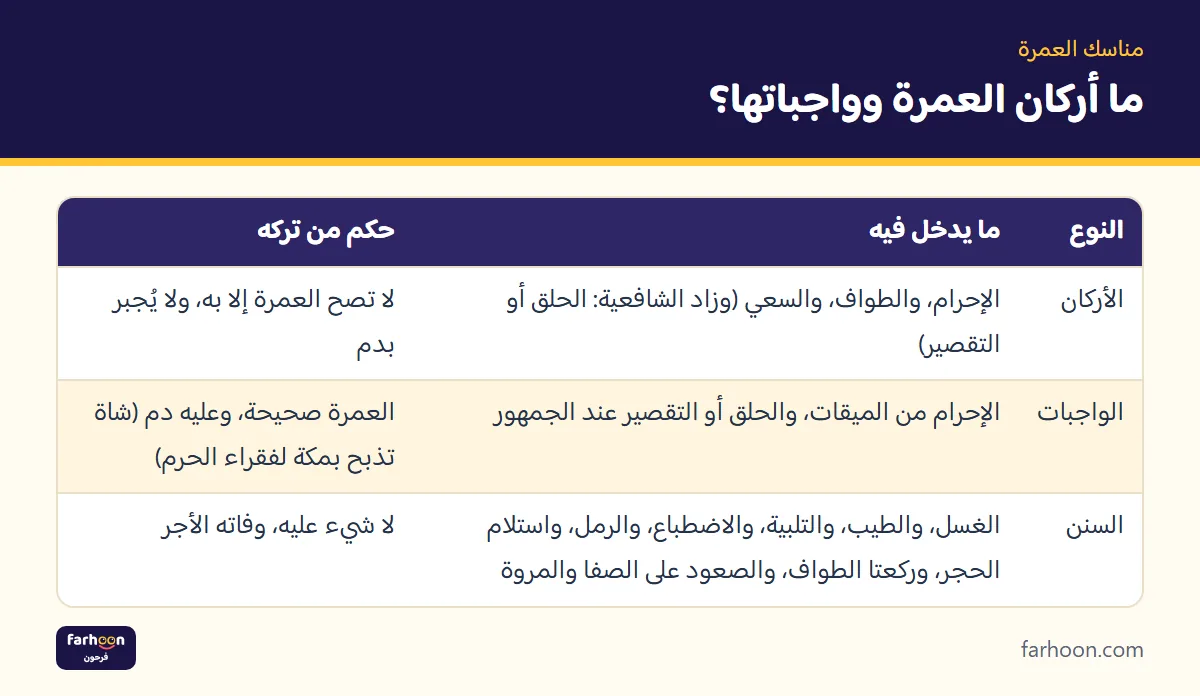 مناسك العمرة
ما أركان العمرة وواجباتها؟
النوع
ما يدخل فيه
حكم من تركه
الأركان
الإحرام، والطواف، والسعي (وزاد الشافعية: الحلق أو
التقصير)
لا تصح العمرة إلا به، ولا يُجبر
بدم
الواجبات
الإحرام من الميقات، والحلق أو التقصير عند الجمهور
العمرة صحيحة، وعليه دم (شاة
تذبح بمكة لفقراء الحرم)
السنن
الغسل، والطيب، والتلبية، والاضطباع، والرمل، واستلام
الحجر، وركعتا الطواف، والصعود على الصفا والمروة
لا شيء عليه، وفاته الأجر
farhoon
فرحون
farhoon.com